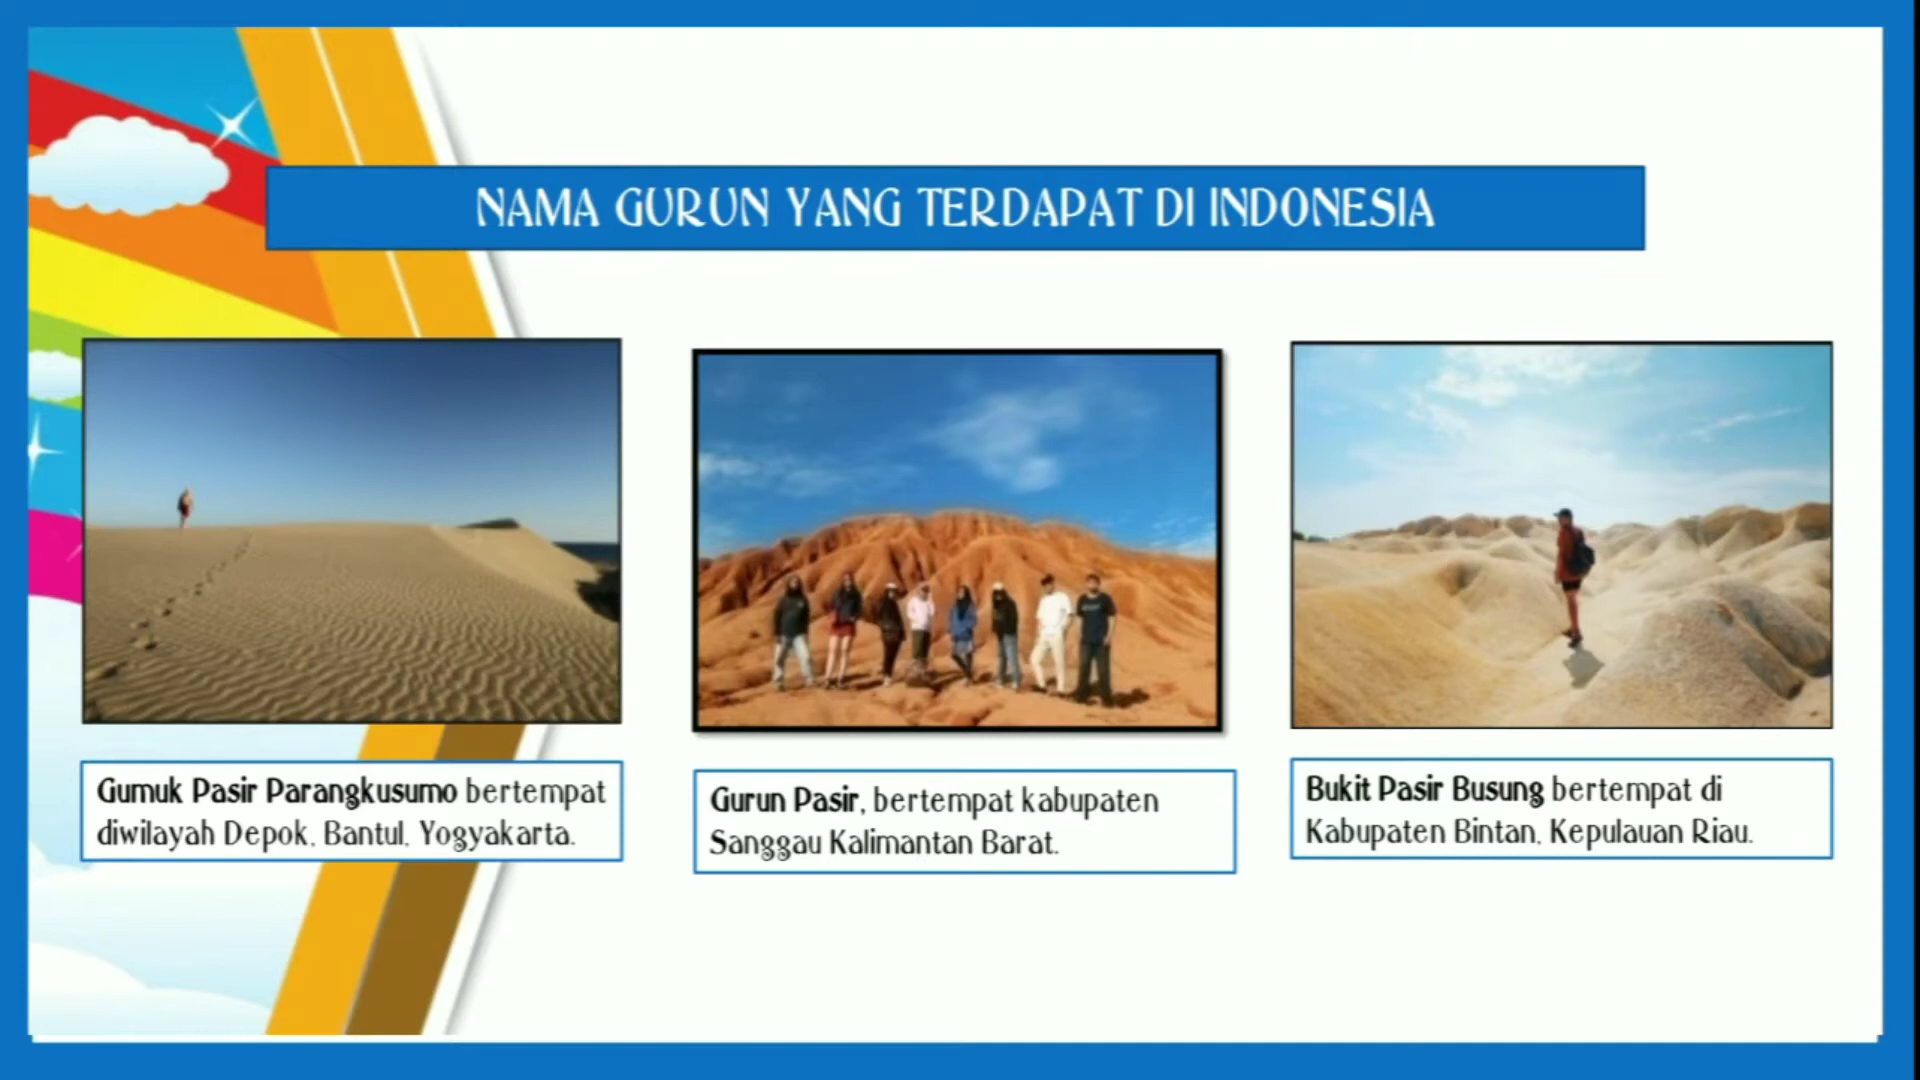 NAMA GURUN YANG TERDAPAT DI INDONESIA
Gumuk Pasir Parangkusumo bertempat
diwilayah Depok, Bantul, Yogyakarta.
Gurun Pasir, bertempat kabupaten
Sanggau Kalimantan Barat.
Bukit Pasir Busung bertempat di
Kabupaten Bintan, Kepulauan Riau.